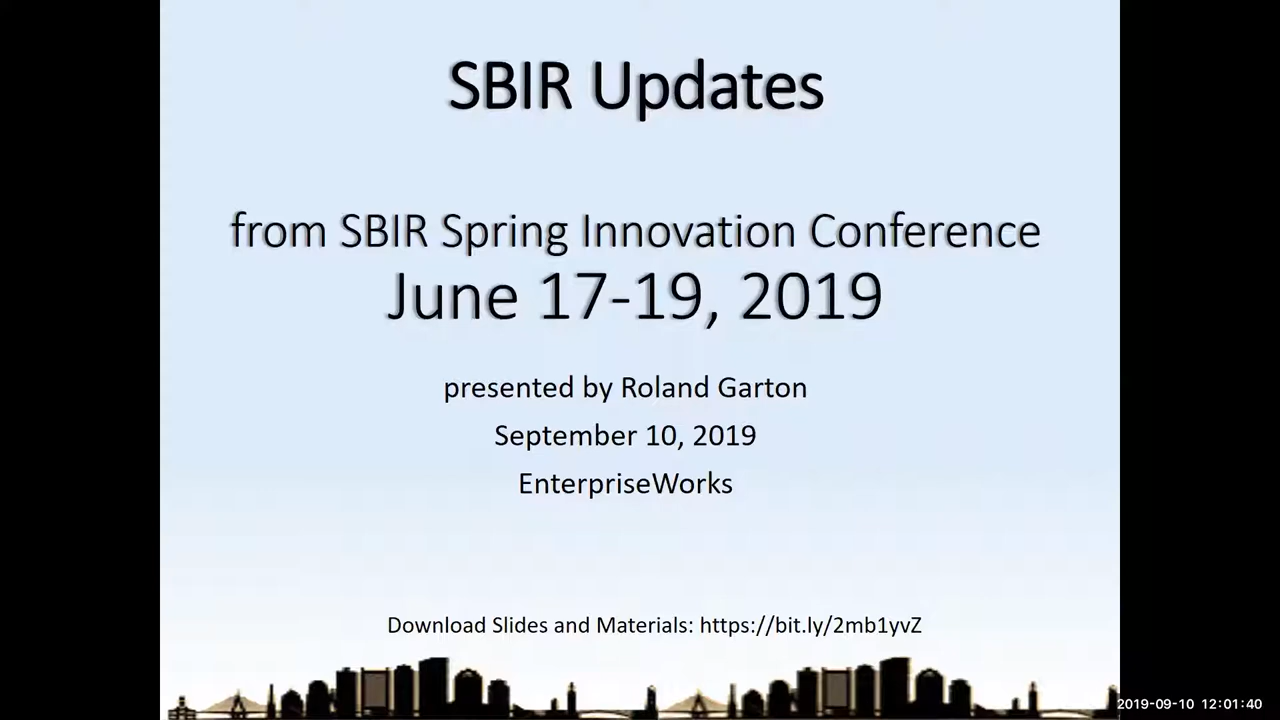 SBIR Updates
from SBIR Spring Innovation Conference
June 17-19, 2019
presented by Roland Garton
September 10, 2019
EnterpriseWorks
Download Slides and Materials: https://bit.ly/2mb1yvZ
2019-09-10 12:01:40